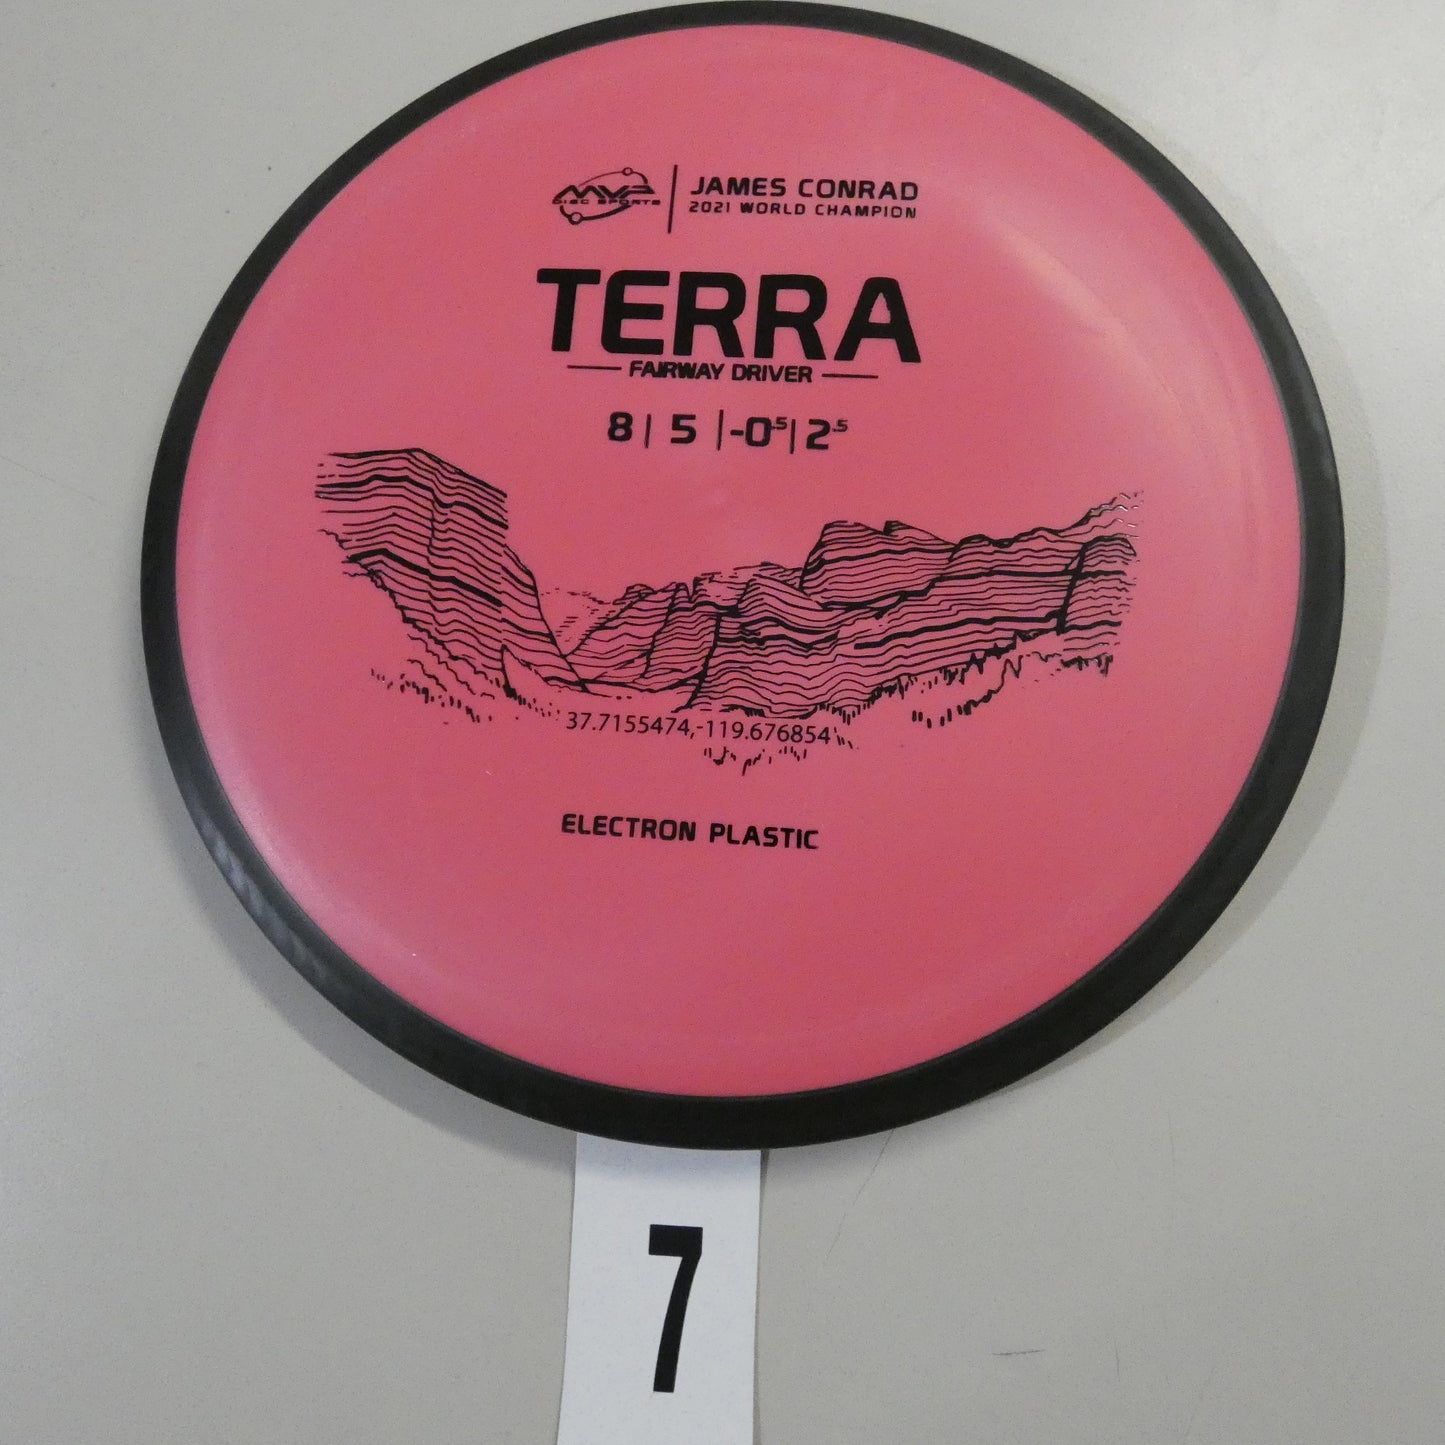 MVP
DISC SPORTS
JAMES CONRAD
2021 WORLD CHAMPION
TERRA
FAIRWAY DRIVER
8 | 5 | -0.5 | 2.5
37.7155474,-119.676854
ELECTRON PLASTIC
7